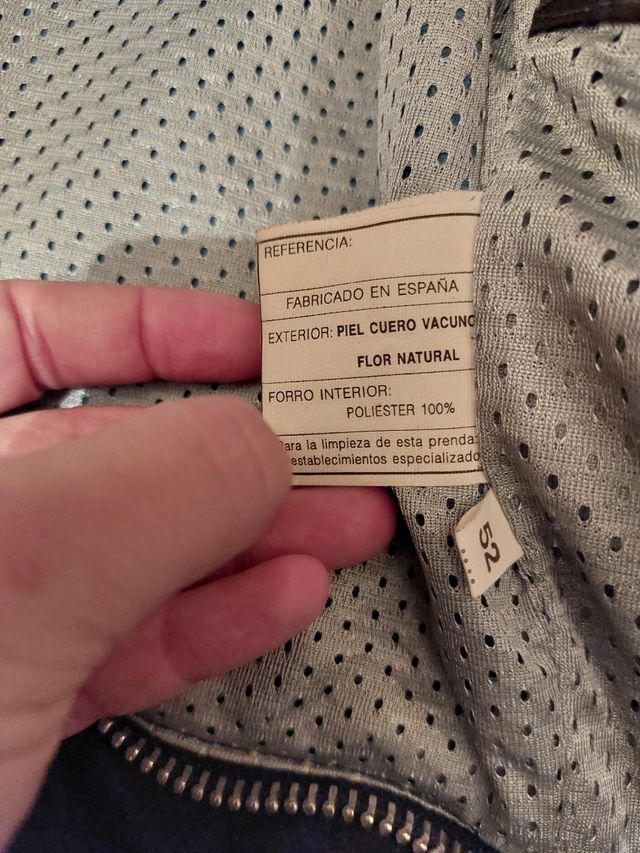 REFERENCIA:
FABRICADO EN ESPAÑA
EXTERIOR: PIEL CUERO VACUNO
FLOR NATURAL
FORRO INTERIOR:
POLIESTER 100%
Para la limpieza de esta prenda:
establecimientos especializado
52